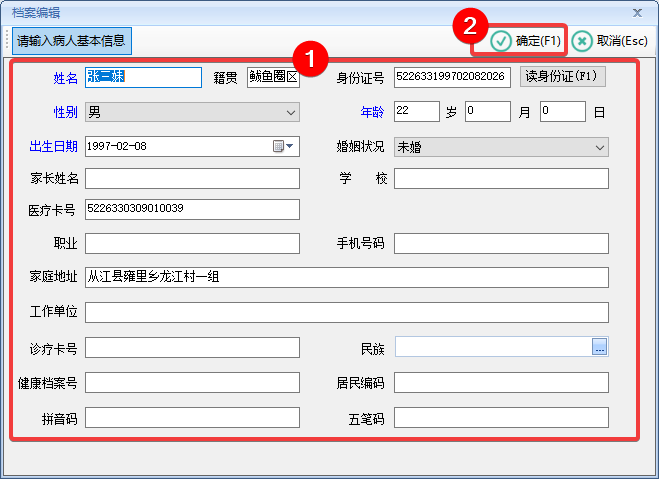 档案编辑
请输入病人基本信息
2
确定(F1)
取消(Esc)
1
姓名 张三妹 籍贯 鲘鱼圈区 身份证号 522633199702082026 读身份证(F1)
性别 男 年龄 22 岁 0 月 0 日
出生日期 1997-02-08 婚姻状况 未婚
家长姓名 学 校
医疗卡号 5226330309010039
职业 手机号码
家庭地址 从江县雍里乡龙江村一组
工作单位
诊疗卡号 民族 ...
健康档案号 居民编码
拼音码 五笔码